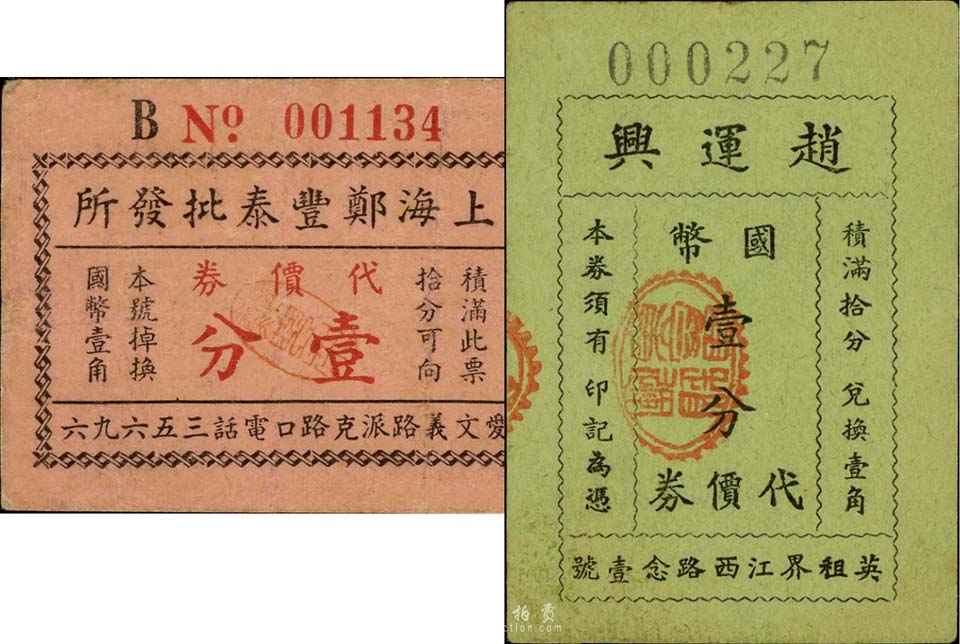 B No 001134
上海鄭豐泰批發所
積滿此票
拾分可向
代價券
壹分
本號掉換
國幣壹角
愛文義路派克路口電話三五六九六
000227
趙運興
積滿拾分 兌換壹角
國幣
壹分
代價券
本券須有 印記為憑
英租界江西路念壹號
拍賣
ction.com